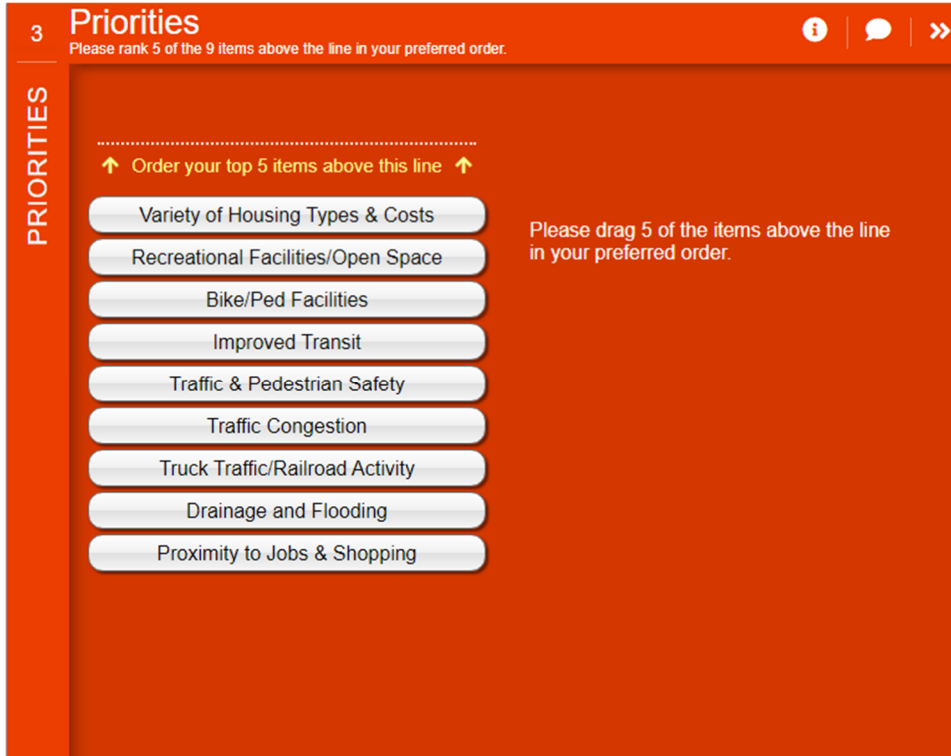 3
Priorities
Please rank 5 of the 9 items above the line in your preferred order.
PRIORITIES
Order your top 5 items above this line
Variety of Housing Types & Costs
Recreational Facilities/Open Space
Bike/Ped Facilities
Improved Transit
Traffic & Pedestrian Safety
Traffic Congestion
Truck Traffic/Railroad Activity
Drainage and Flooding
Proximity to Jobs & Shopping
Please drag 5 of the items above the line
in your preferred order.